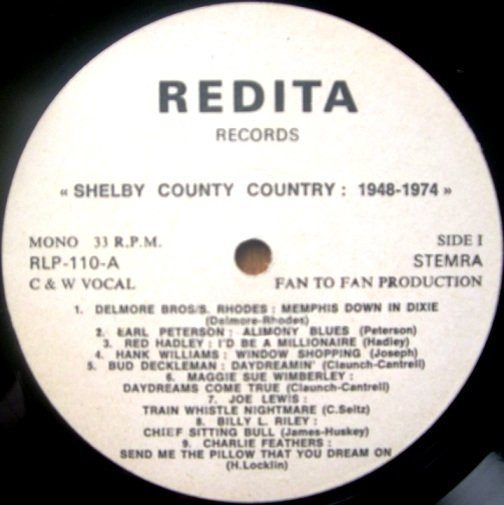 REDITA
RECORDS
« SHELBY COUNTY COUNTRY : 1948-1974 »
MONO 33 R.P.M. SIDE I
RLP-110-A STEMRA
C & W VOCAL FAN TO FAN PRODUCTION
1. DELMORE BROS/S. RHODES : MEMPHIS DOWN IN DIXIE
(Delmore-Rhodes)
2. EARL PETERSON : ALIMONY BLUES (Peterson)
3. RED HADLEY : I'D BE A MILLIONAIRE (Hadley)
4. HANK WILLIAMS : WINDOW SHOPPING (Joseph)
5. BUD DECKLEMAN : DAYDREAMIN' (Claunch-Cantrell)
6. MAGGIE SUE WIMBERLEY :
DAYDREAMS COME TRUE (Claunch-Cantrell)
7. JOE LEWIS :
TRAIN WHISTLE NIGHTMARE (C.Seitz)
8. BILLY L. RILEY :
CHIEF SITTING BULL (James-Huskey)
9. CHARLIE FEATHERS :
SEND ME THE PILLOW THAT YOU DREAM ON
(H.Locklin)